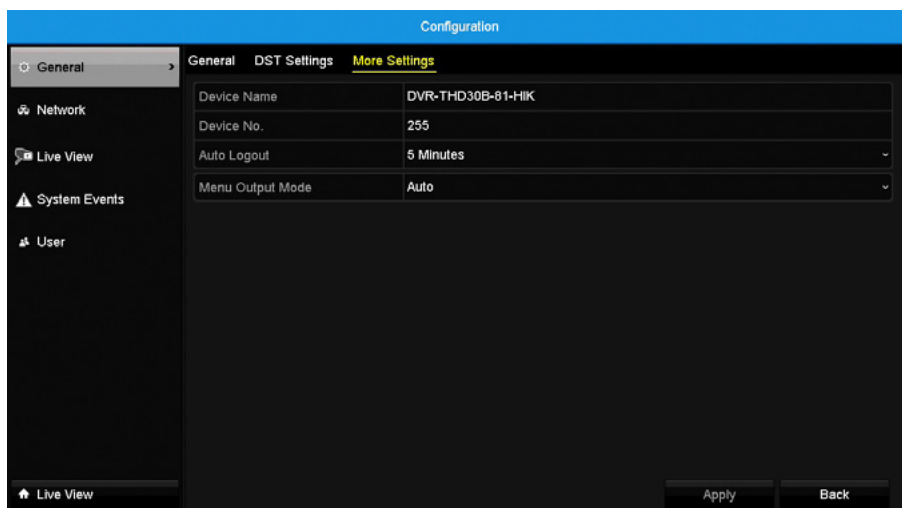 Configuration
General
Network
Live View
System Events
User
Live View
General DST Settings More Settings
Device Name DVR-THD30B-81-HIK
Device No. 255
Auto Logout 5 Minutes
Menu Output Mode Auto
Apply Back